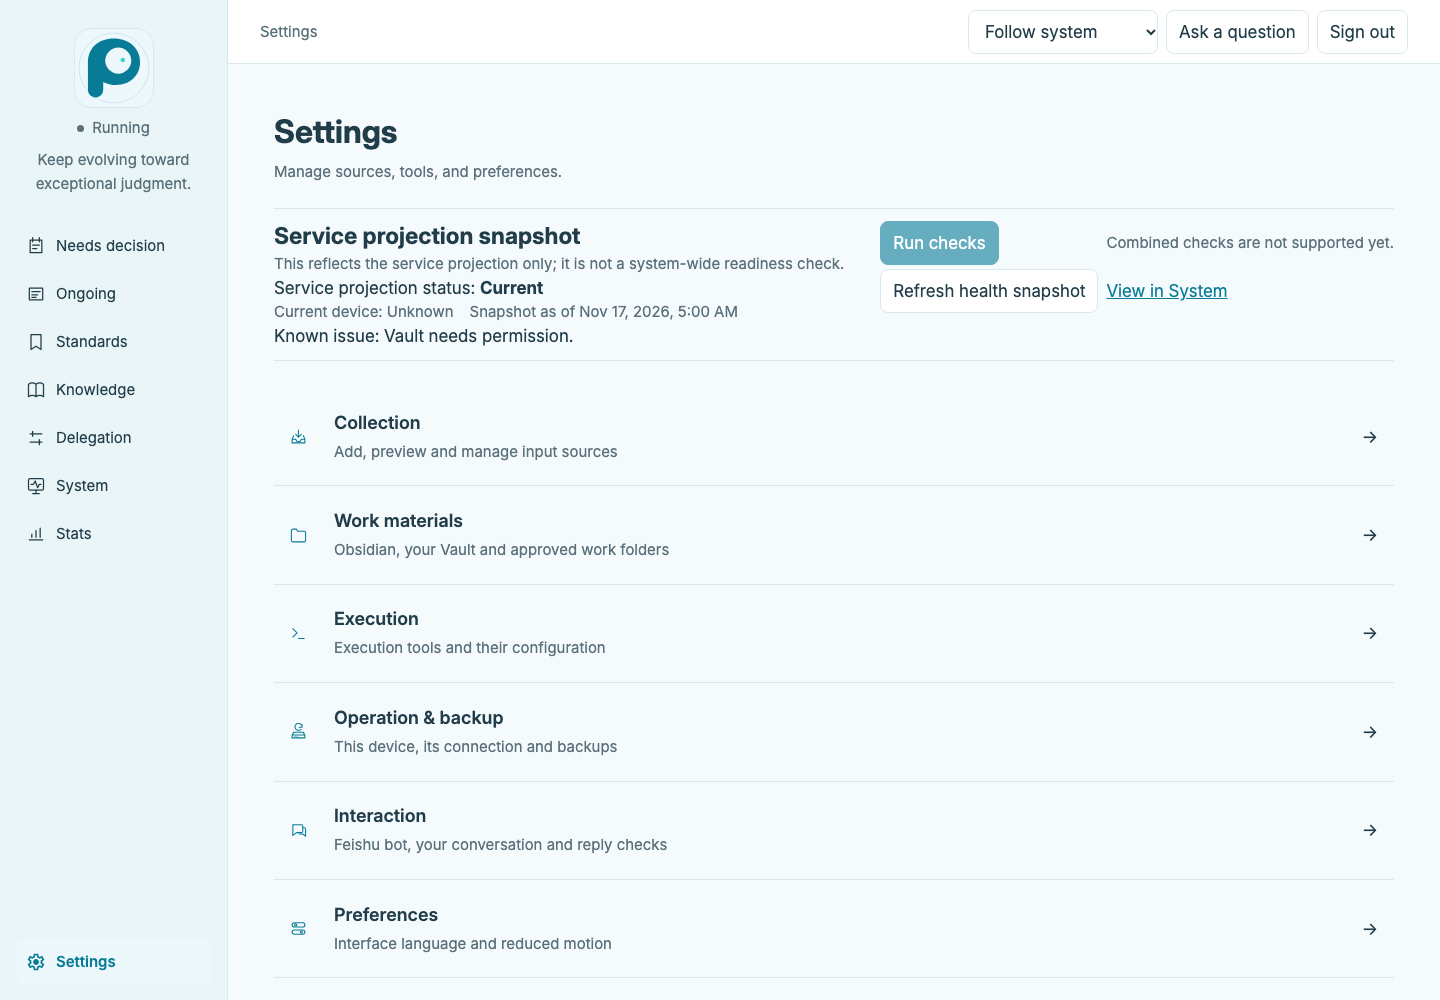 Running
Keep evolving toward
exceptional judgment.
Needs decision
Ongoing
Standards
Knowledge
Delegation
System
Stats
Settings
Settings
Follow system
Ask a question
Sign out
Settings
Manage sources, tools, and preferences.
Service projection snapshot
This reflects the service projection only; it is not a system-wide readiness check.
Service projection status: Current
Current device: Unknown Snapshot as of Nov 17, 2026, 5:00 AM
Known issue: Vault needs permission.
Run checks
Combined checks are not supported yet.
Refresh health snapshot
View in System
Collection
Add, preview and manage input sources
Work materials
Obsidian, your Vault and approved work folders
Execution
Execution tools and their configuration
Operation & backup
This device, its connection and backups
Interaction
Feishu bot, your conversation and reply checks
Preferences
Interface language and reduced motion